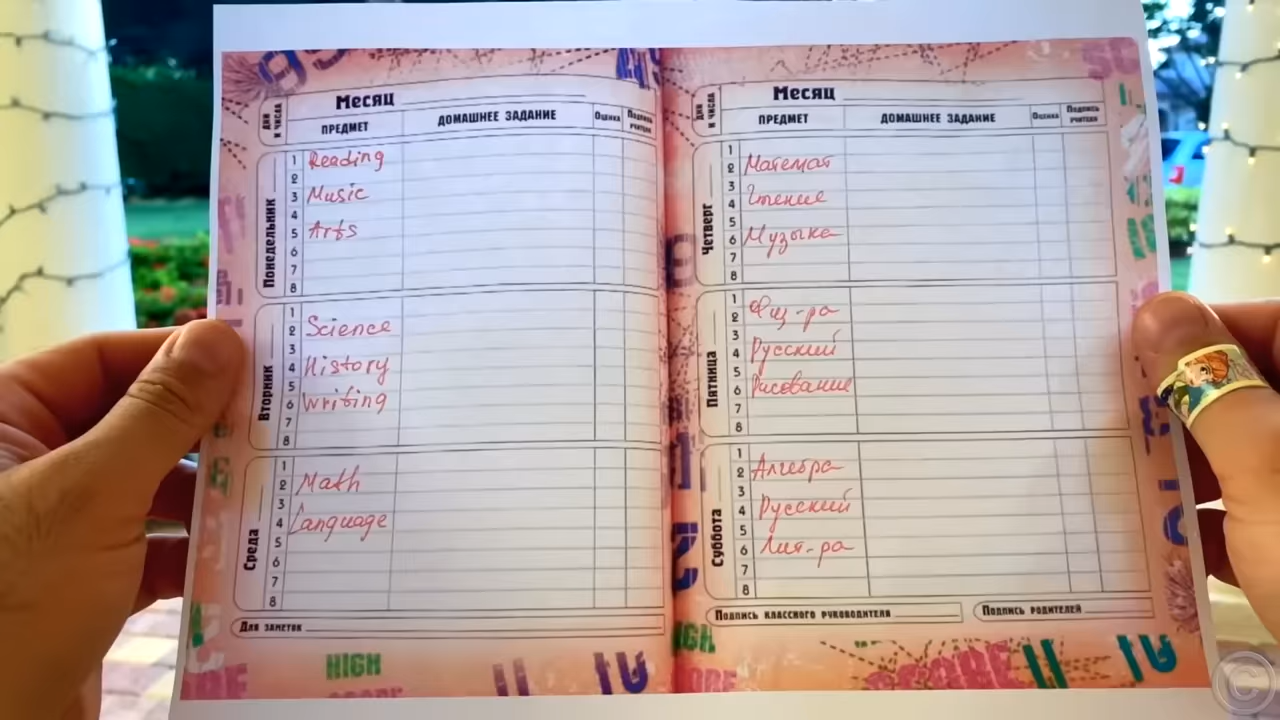 Месяц
Дни и числа
ПРЕДМЕТ ДОМАШНЕЕ ЗАДАНИЕ Оценка Подпись учителя
Понедельник
1 Reading
2
3 Music
4
5 Arts
6
7
8
Вторник
1
2 Science
3
4 History
5
6 Writing
7
8
Среда
1
2 Math
3
4 Language
5
6
7
8
Для заметок
HIGH
SCORE
Месяц
Дни и числа
ПРЕДМЕТ ДОМАШНЕЕ ЗАДАНИЕ Оценка Подпись учителя
Четверг
1
2 Математ
3
4 Чтение
5
6 Музыка
7
8
Пятница
1
2 Физ-ра
3
4 Русский
5
6 Рисование
7
8
Суббота
1
2 Алгебра
3
4 Русский
5
6 Лит-ра
7
8
Подпись классного руководителя Подпись родителей
HIGH
SCORE
©